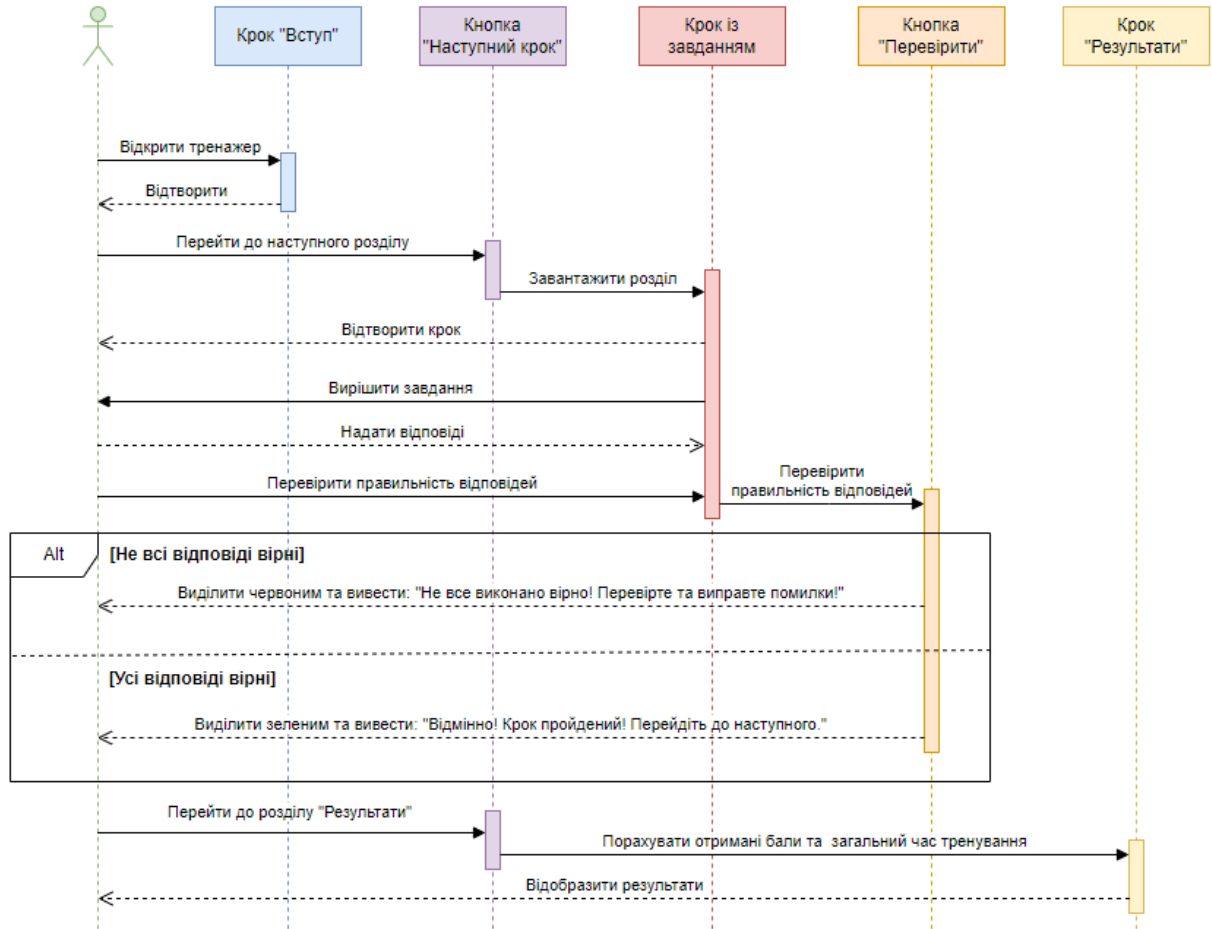 Крок "Вступ"
Кнопка
"Наступний крок"
Крок із
завданням
Кнопка
"Перевірити"
Крок
"Результати"
Відкрити тренажер
Відтворити
Перейти до наступного розділу
Завантажити розділ
Відтворити крок
Вирішити завдання
Надати відповіді
Перевірити правильність відповідей
Перевірити
правильність відповідей
Alt
[Не всі відповіді вірні]
Виділити червоним та вивести: "Не все виконано вірно! Перевірте та виправте помилки!"
[Усі відповіді вірні]
Виділити зеленим та вивести: "Відмінно! Крок пройдений! Перейдіть до наступного."
Перейти до розділу "Результати"
Порахувати отримані бали та загальний час тренування
Відобразити результати